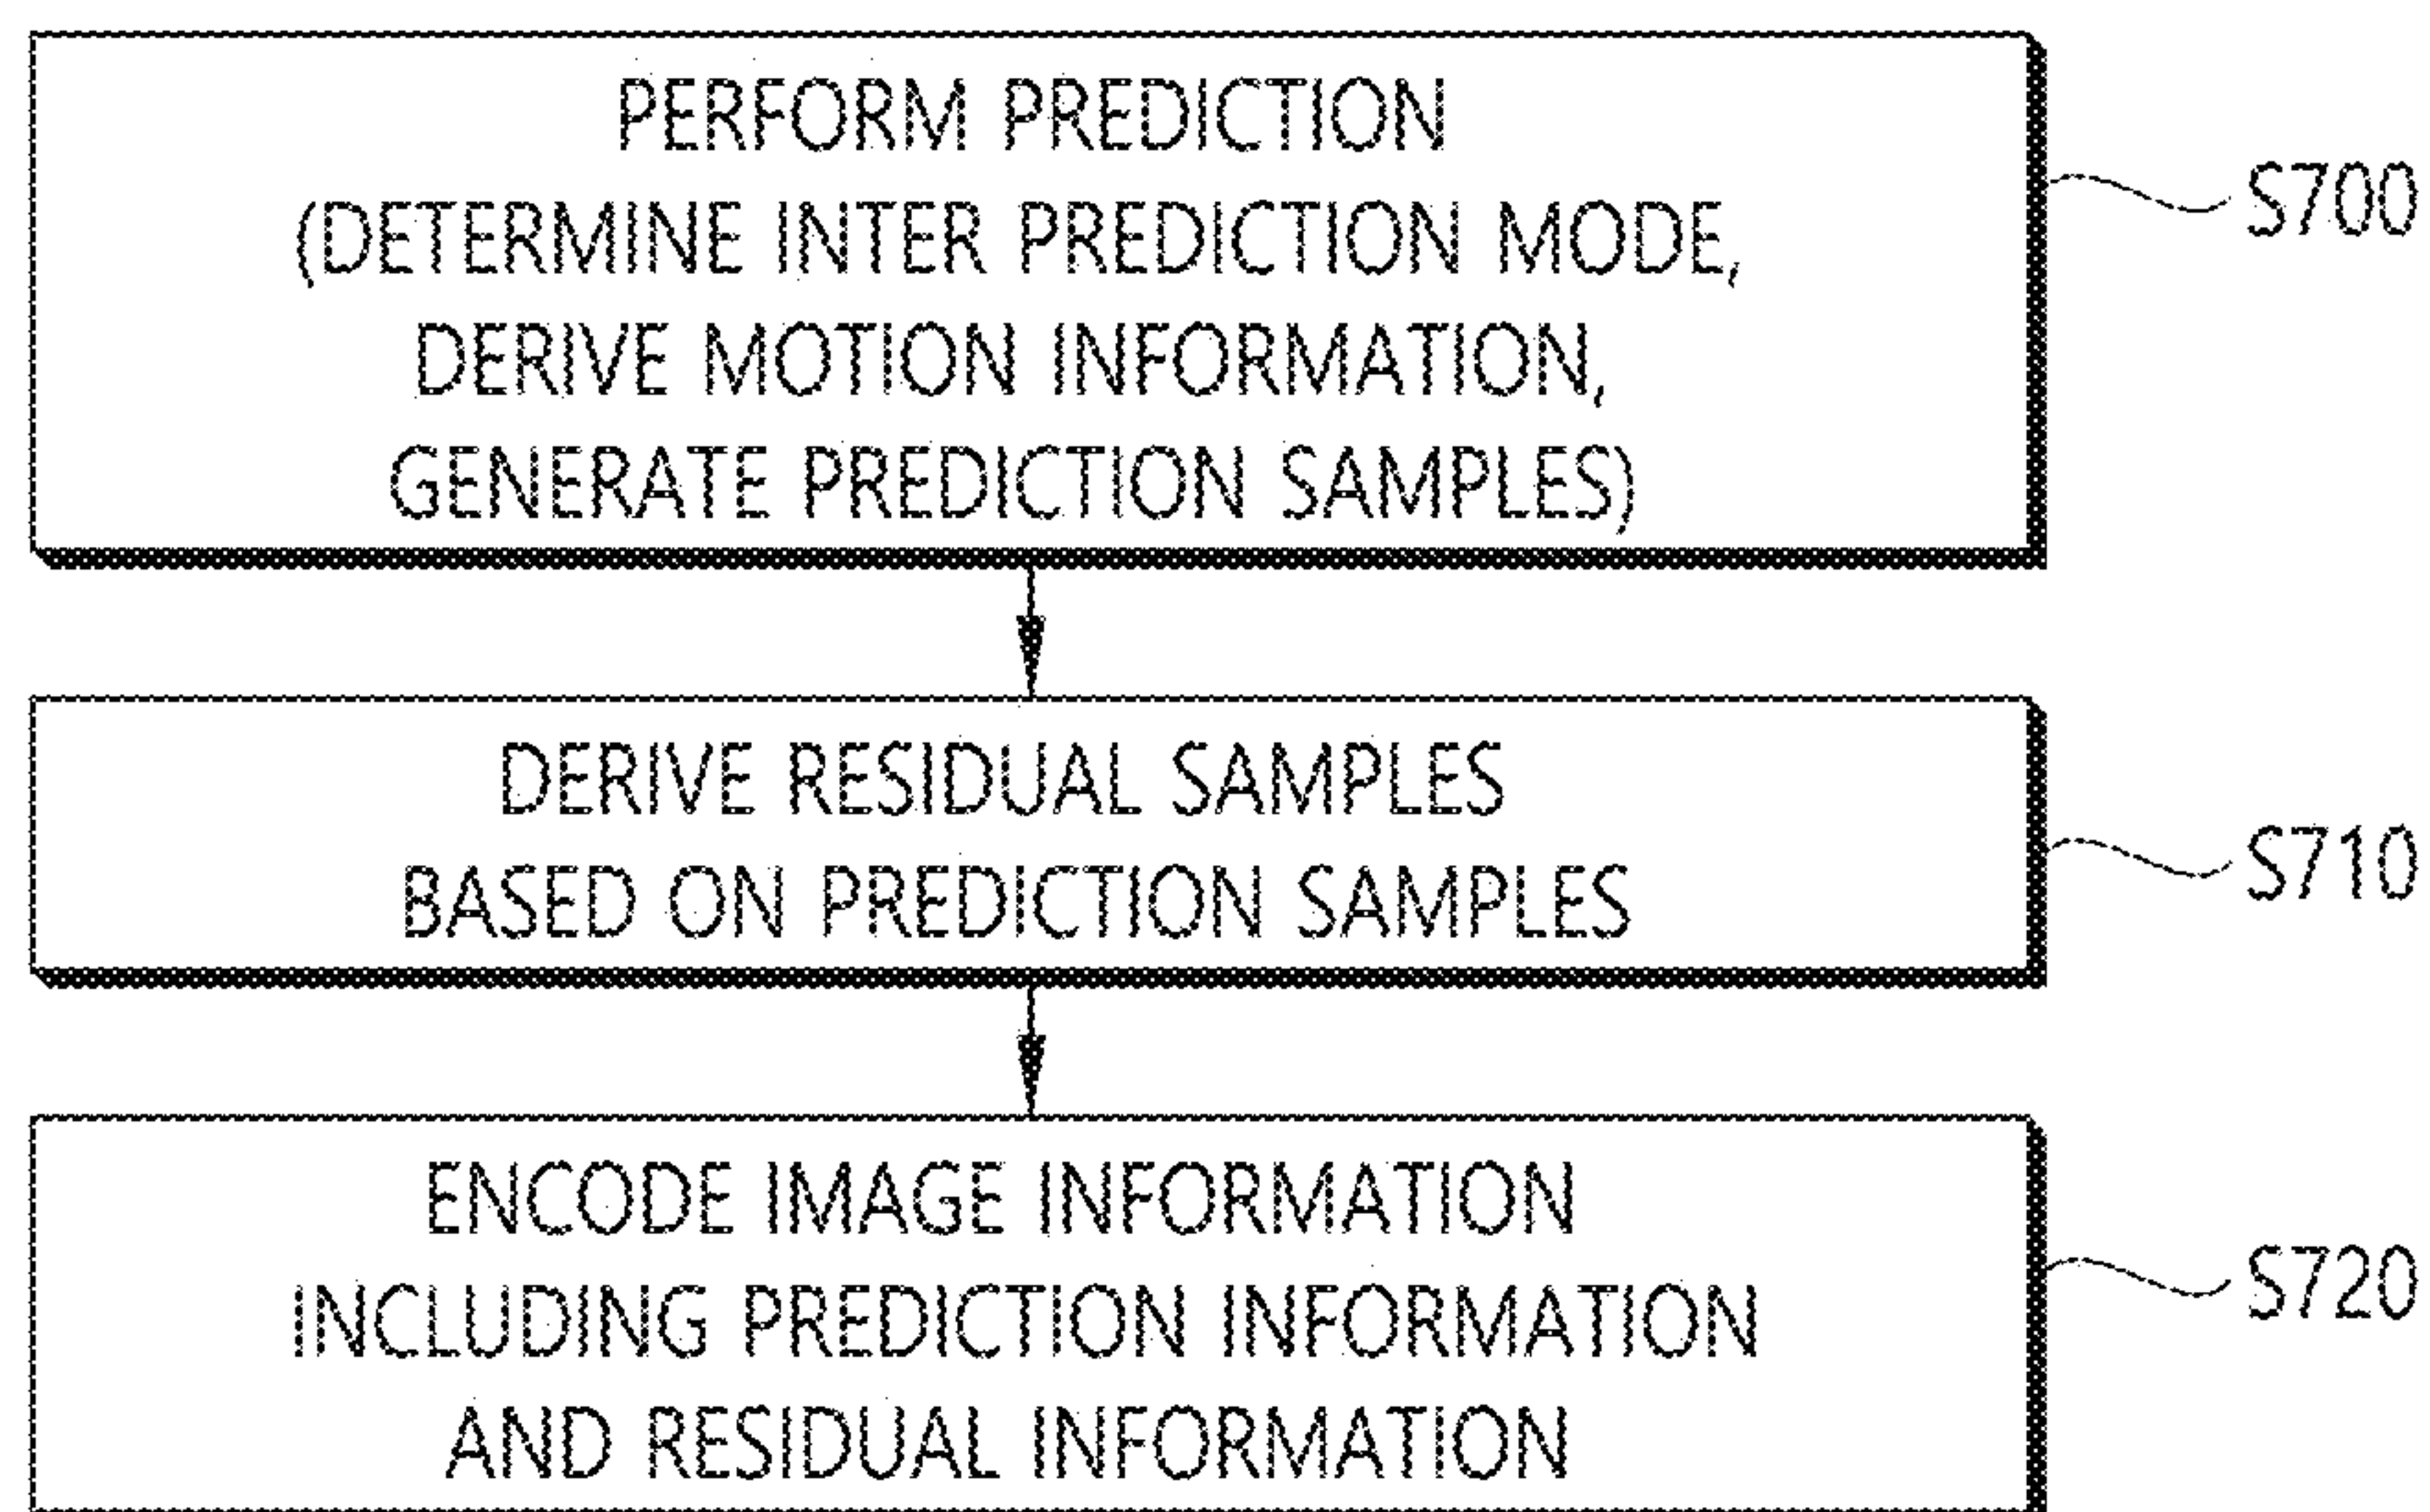 PERFORM PREDICTION
(DETERMINE INTER PREDICTION MODE,
DERIVE MOTION INFORMATION,
GENERATE PREDICTION SAMPLES)
S700
DERIVE RESIDUAL SAMPLES
BASED ON PREDICTION SAMPLES
S710
ENCODE IMAGE INFORMATION
INCLUDING PREDICTION INFORMATION
AND RESIDUAL INFORMATION
S720